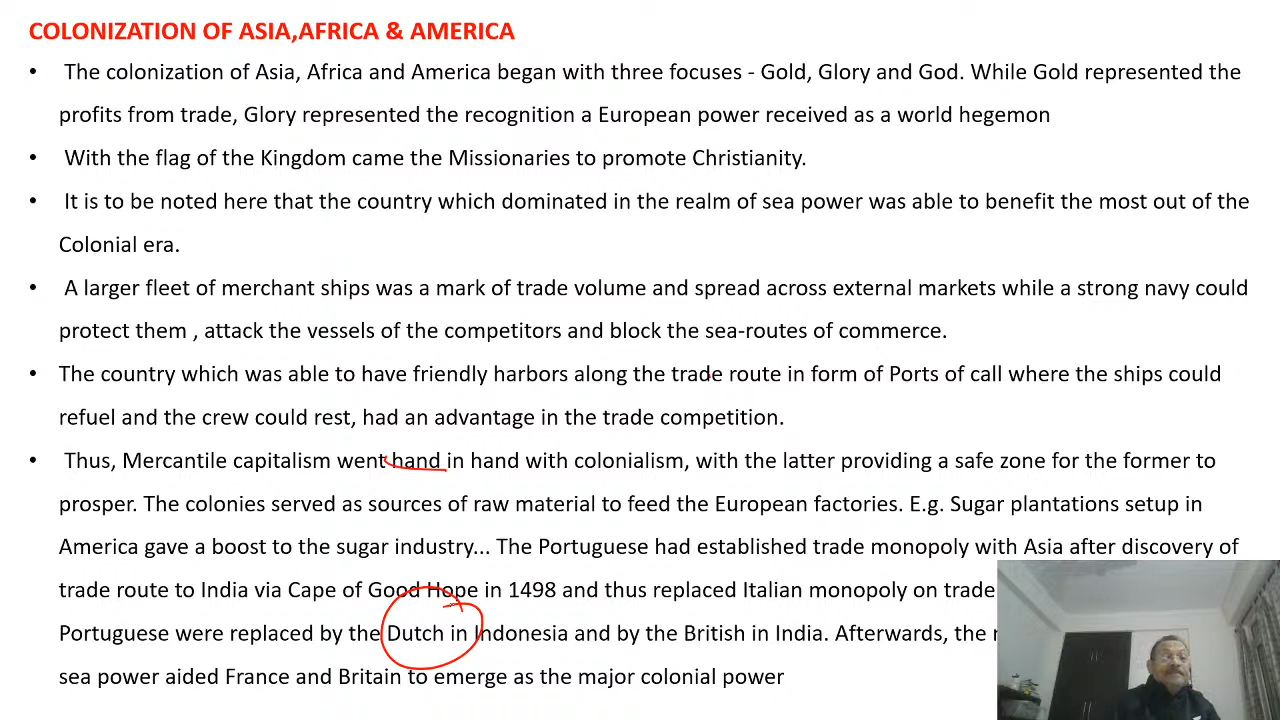 COLONIZATION OF ASIA,AFRICA & AMERICA
• The colonization of Asia, Africa and America began with three focuses - Gold, Glory and God. While Gold represented the
profits from trade, Glory represented the recognition a European power received as a world hegemon
• With the flag of the Kingdom came the Missionaries to promote Christianity.
• It is to be noted here that the country which dominated in the realm of sea power was able to benefit the most out of the
Colonial era.
• A larger fleet of merchant ships was a mark of trade volume and spread across external markets while a strong navy could
protect them , attack the vessels of the competitors and block the sea-routes of commerce.
• The country which was able to have friendly harbors along the trade route in form of Ports of call where the ships could
refuel and the crew could rest, had an advantage in the trade competition.
• Thus, Mercantile capitalism went hand in hand with colonialism, with the latter providing a safe zone for the former to
prosper. The colonies served as sources of raw material to feed the European factories. E.g. Sugar plantations setup in
America gave a boost to the sugar industry... The Portuguese had established trade monopoly with Asia after discovery of
trade route to India via Cape of Good Hope in 1498 and thus replaced Italian monopoly on trade
Portuguese were replaced by the Dutch in Indonesia and by the British in India. Afterwards, the
sea power aided France and Britain to emerge as the major colonial power